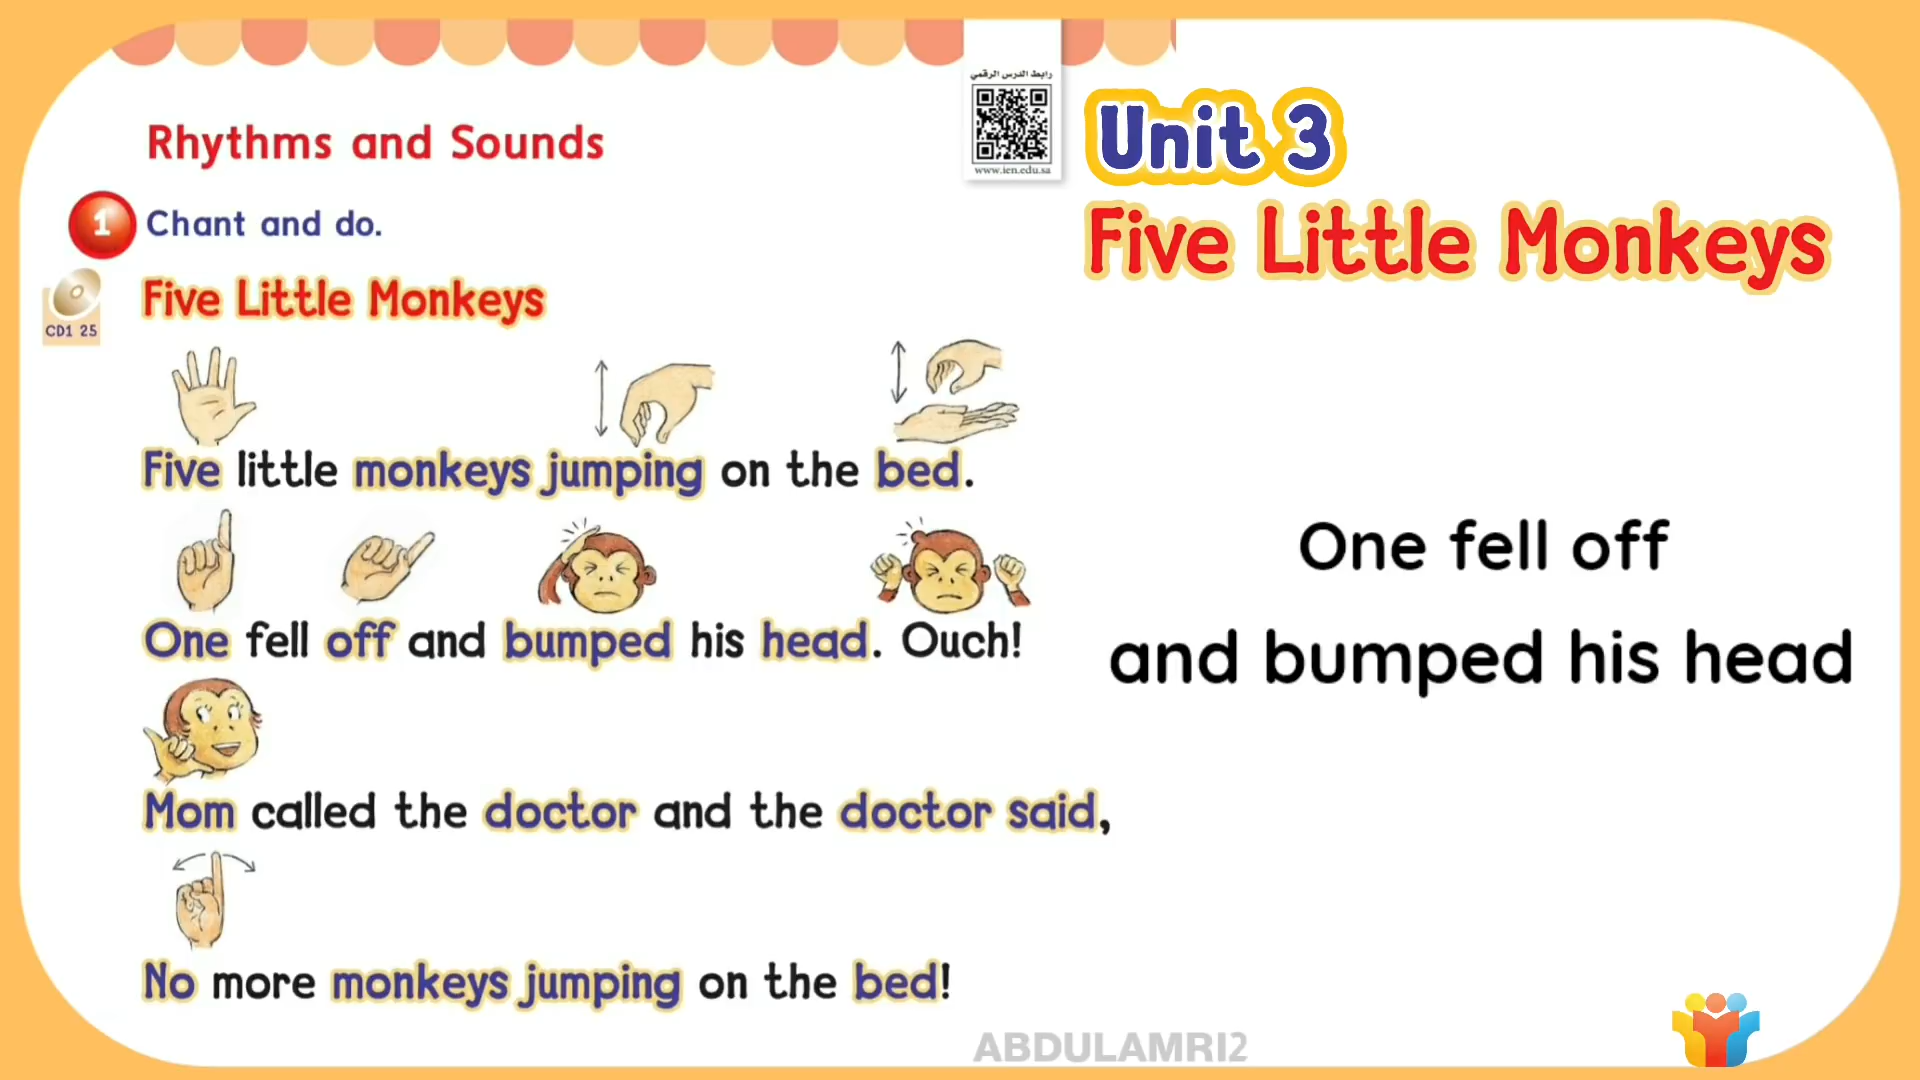 Rhythms and Sounds
1 Chant and do.
CD1 25
Five Little Monkeys
Five little monkeys jumping on the bed.
One fell off and bumped his head. Ouch!
Mom called the doctor and the doctor said,
No more monkeys jumping on the bed!
رابط الدرس الرقمي
www.ien.edu.sa
Unit 3
Five Little Monkeys
One fell off
and bumped his head
ABDULAMRI2